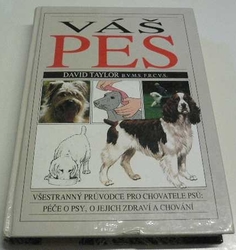 VÁŠ
PES
DAVID TAYLOR B.V.M.S. F.R.C.V.S.
VŠESTRANNÝ PRŮVODCE PRO CHOVATELE PSŮ:
PÉČE O PSY, O JEJICH ZDRAVÍ A CHOVÁNÍ